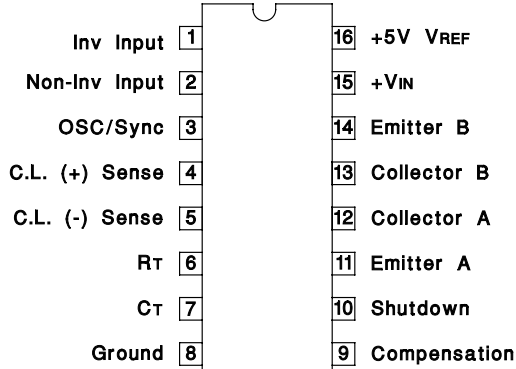 Inv Input 1 16 +5V VREF
Non-Inv Input 2 15 +VIN
OSC/Sync 3 14 Emitter B
C.L. (+) Sense 4 13 Collector B
C.L. (-) Sense 5 12 Collector A
RT 6 11 Emitter A
CT 7 10 Shutdown
Ground 8 9 Compensation